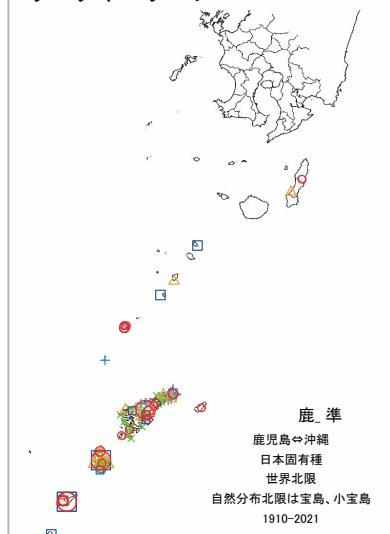 鹿_準
鹿児島⇔沖縄
日本固有種
世界北限
自然分布北限は宝島、小宝島
1910-2021